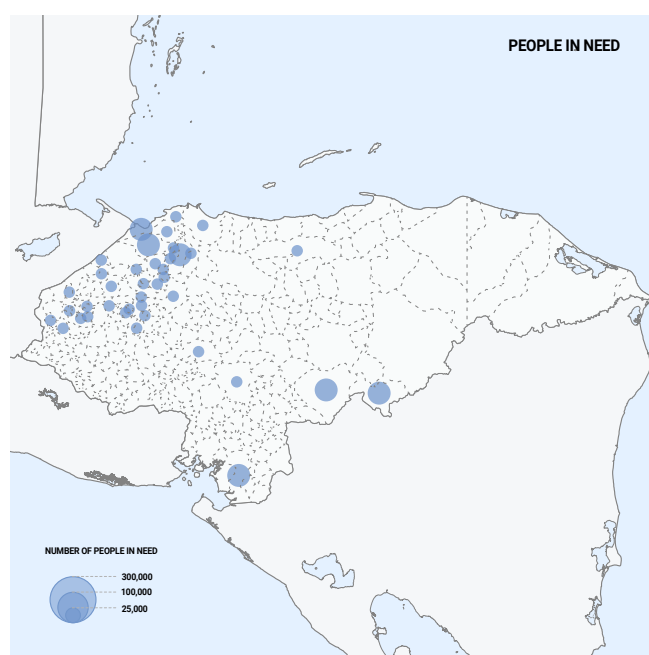 PEOPLE IN NEED
NUMBER OF PEOPLE IN NEED
300,000
100,000
25,000